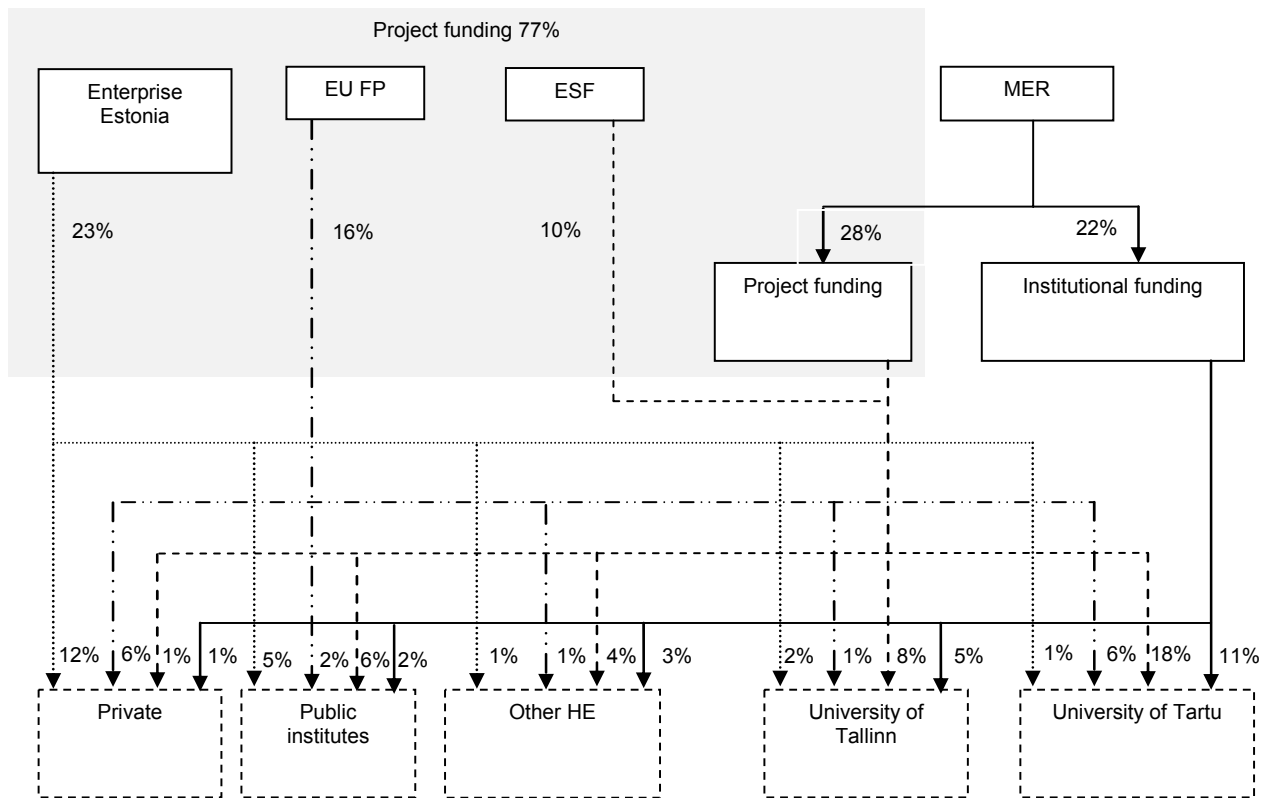 Project funding 77%
Enterprise
Estonia
EU FP
ESF
MER
23%
16%
10%
28%
22%
Project funding
Institutional funding
12%
6%
1%
1%
5%
2%
6%
2%
1%
1%
4%
3%
2%
1%
8%
5%
1%
6%
18%
11%
Private
Public
institutes
Other HE
University of
Tallinn
University of Tartu